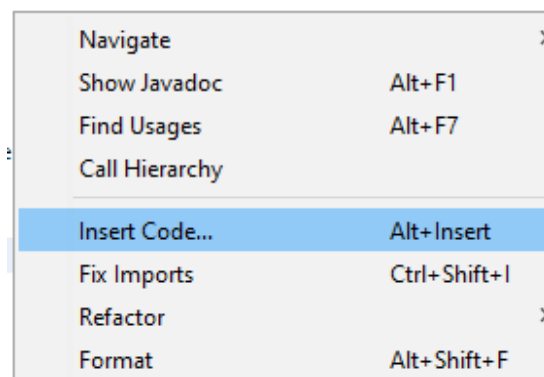 Navigate
Show Javadoc Alt+F1
Find Usages Alt+F7
Call Hierarchy
Insert Code... Alt+Insert
Fix Imports Ctrl+Shift+I
Refactor
Format Alt+Shift+F